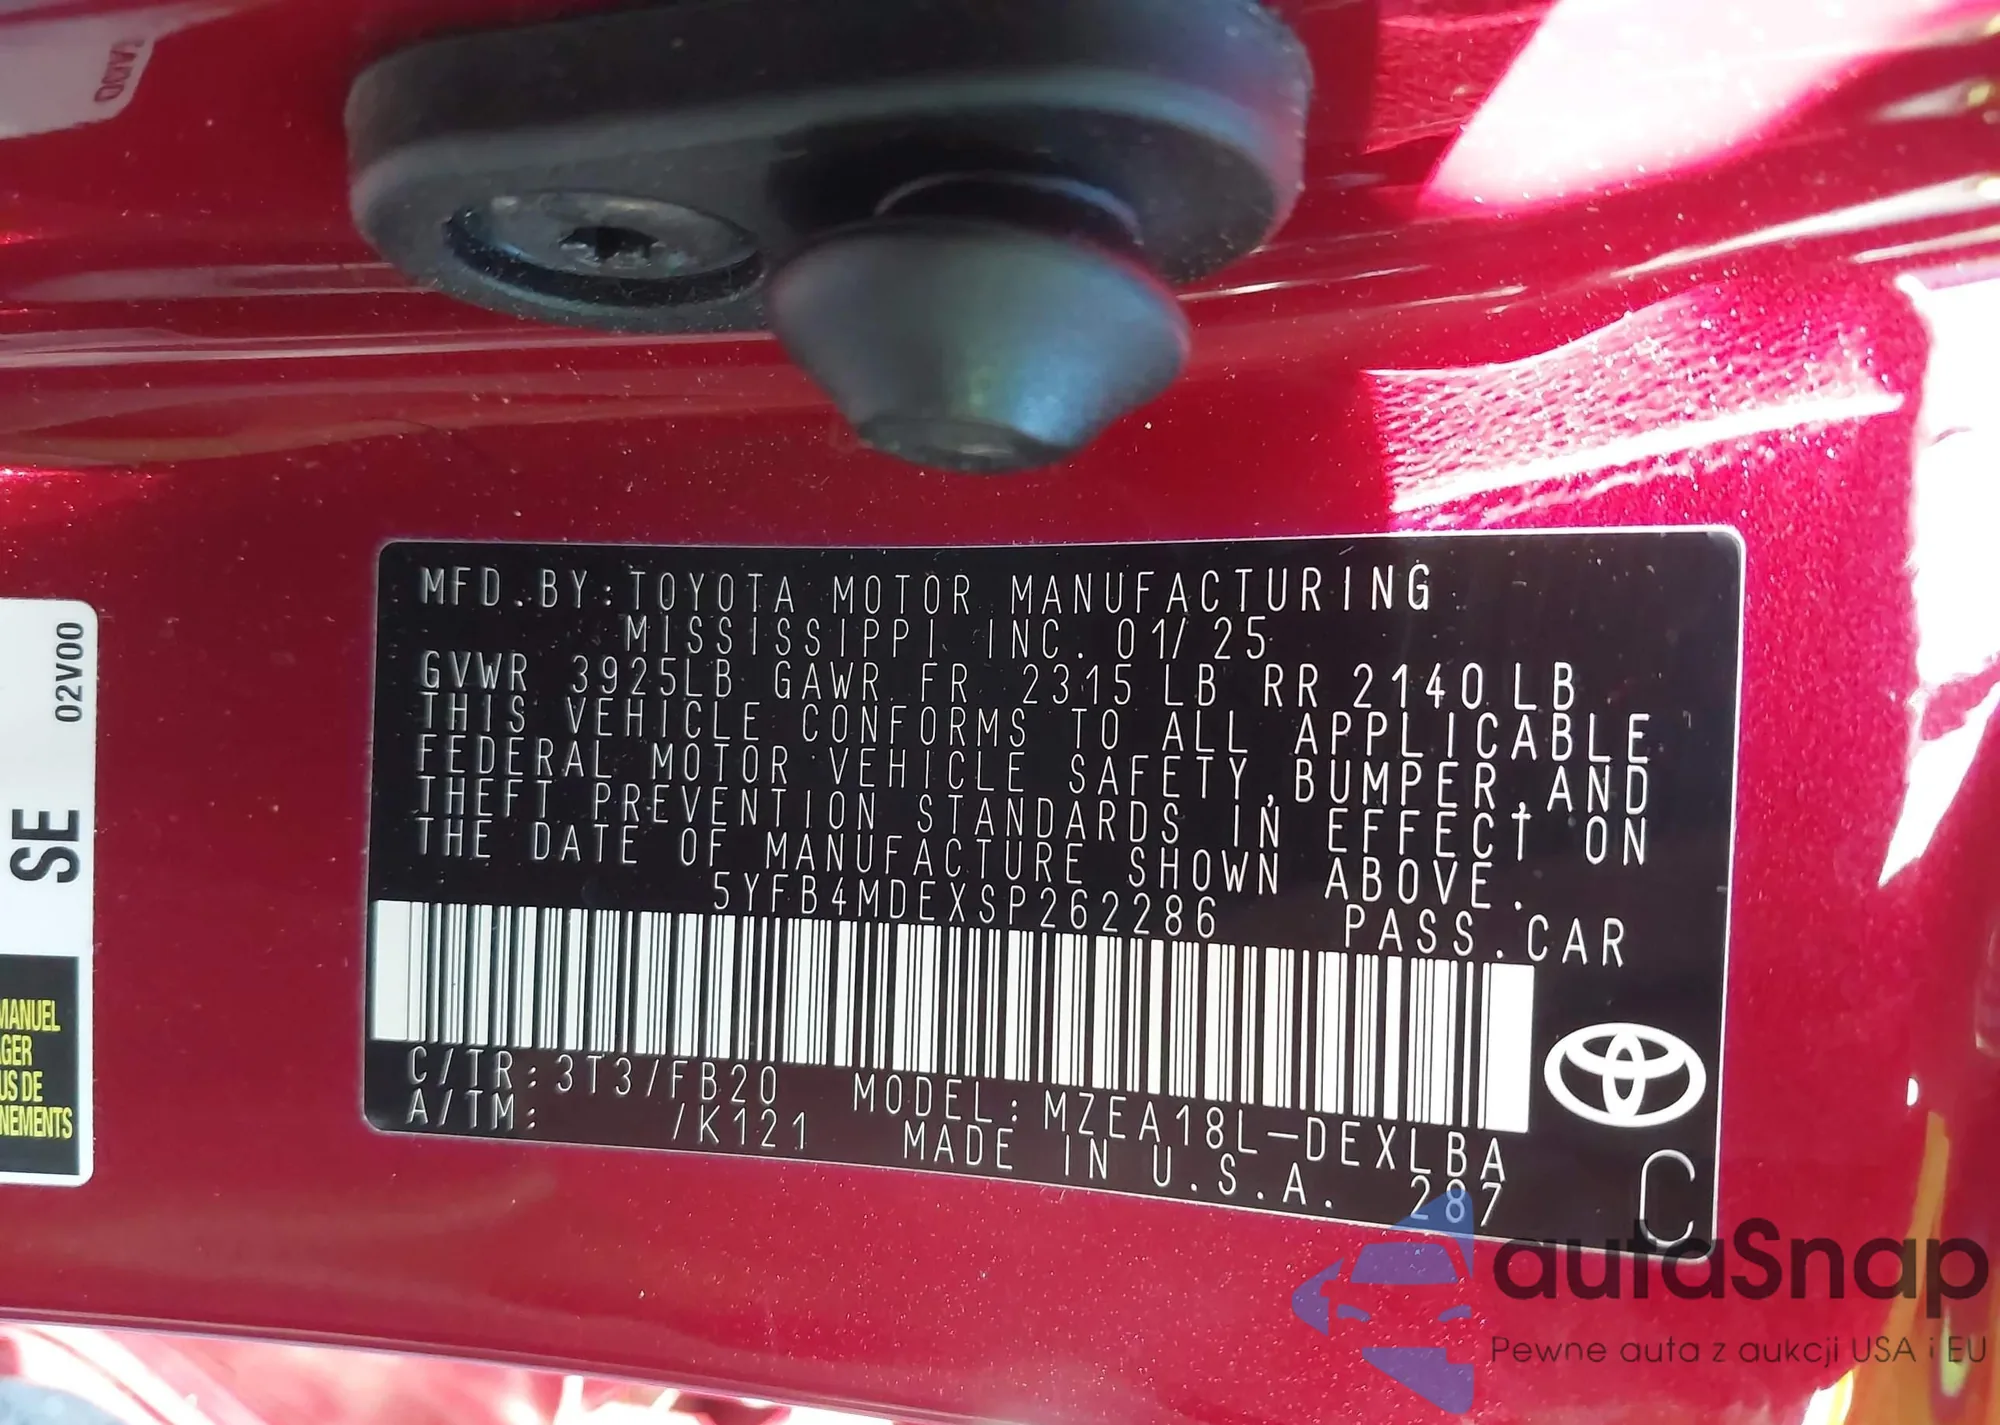 MFD.BY:TOYOTA MOTOR MANUFACTURING
MISSISSIPPI INC. 01/25
GVWR 3925LB GAWR FR 2315 LB RR 2140 LB
THIS VEHICLE CONFORMS TO ALL APPLICABLE
FEDERAL MOTOR VEHICLE SAFETY,BUMPER,AND
THEFT PREVENTION STANDARDS IN EFFECT ON
THE DATE OF MANUFACTURE SHOWN ABOVE.
5YFB4MDEXSP262286 PASS.CAR
C/TR:3T3/FB20 MODEL:MZEA18L-DEXLBA
A/TM: /K121 MADE IN U.S.A. 287
C
02V00
SE
MANUEL
US DE
autaSnap
Pewne auta z aukcji USA i EU